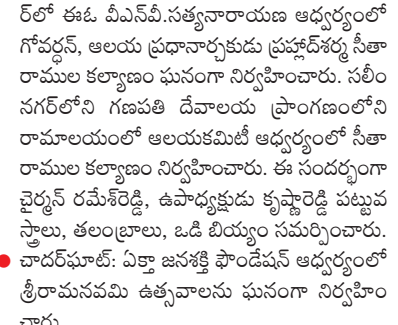 ర్‌లో ఈఓ వీఎన్‌వీ.సత్యనారాయణ ఆధ్వర్యంలో
గోవర్ధన్, ఆలయ ప్రధానార్చకుడు ప్రహ్లాద్‌శర్మ సీతా
రాముల కల్యాణం ఘనంగా నిర్వహించారు. సలీం
నగర్‌లోని గణపతి దేవాలయ ప్రాంగణంలోని
రామాలయంలో ఆలయకమిటీ ఆధ్వర్యంలో సీతా
రాముల కల్యాణం నిర్వహించారు. ఈ సందర్భంగా
చైర్మన్ రమేశ్‌రెడ్డి, ఉపాధ్యక్షుడు కృష్ణారెడ్డి పట్టువ
స్త్రాలు, తలంబ్రాలు, ఒడి బియ్యం సమర్పించారు.
● చాదర్‌ఘాట్: ఏక్తా జనశక్తి ఫౌండేషన్ ఆధ్వర్యంలో
శ్రీరామనవమి ఉత్సవాలను ఘనంగా నిర్వహిం
చారు